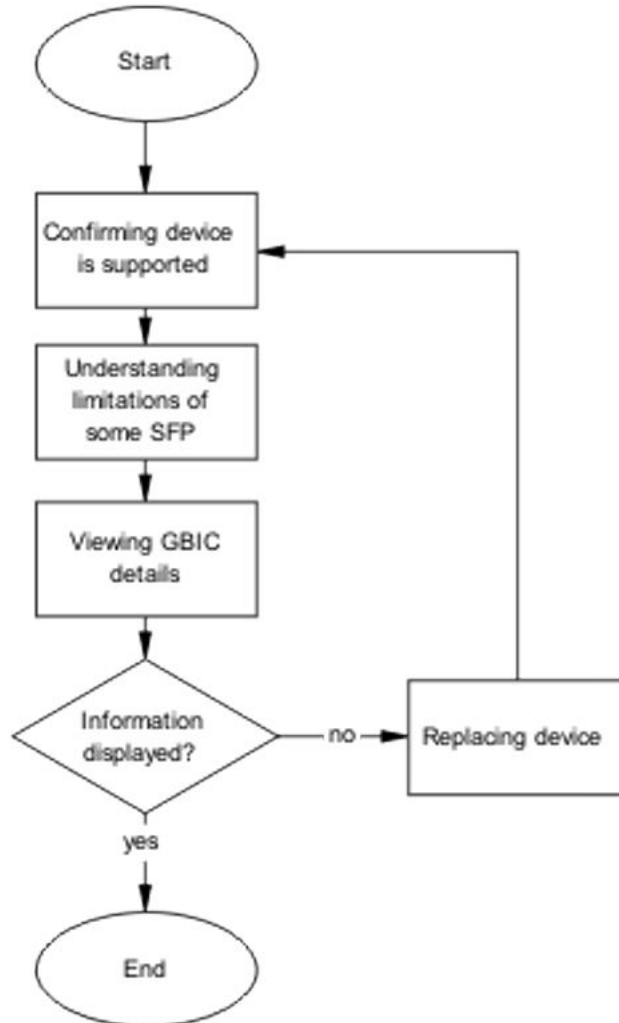 Start
Confirming device
is supported
Understanding
limitations of
some SFP
Viewing GBIC
details
Information
displayed?
no
Replacing device
yes
End